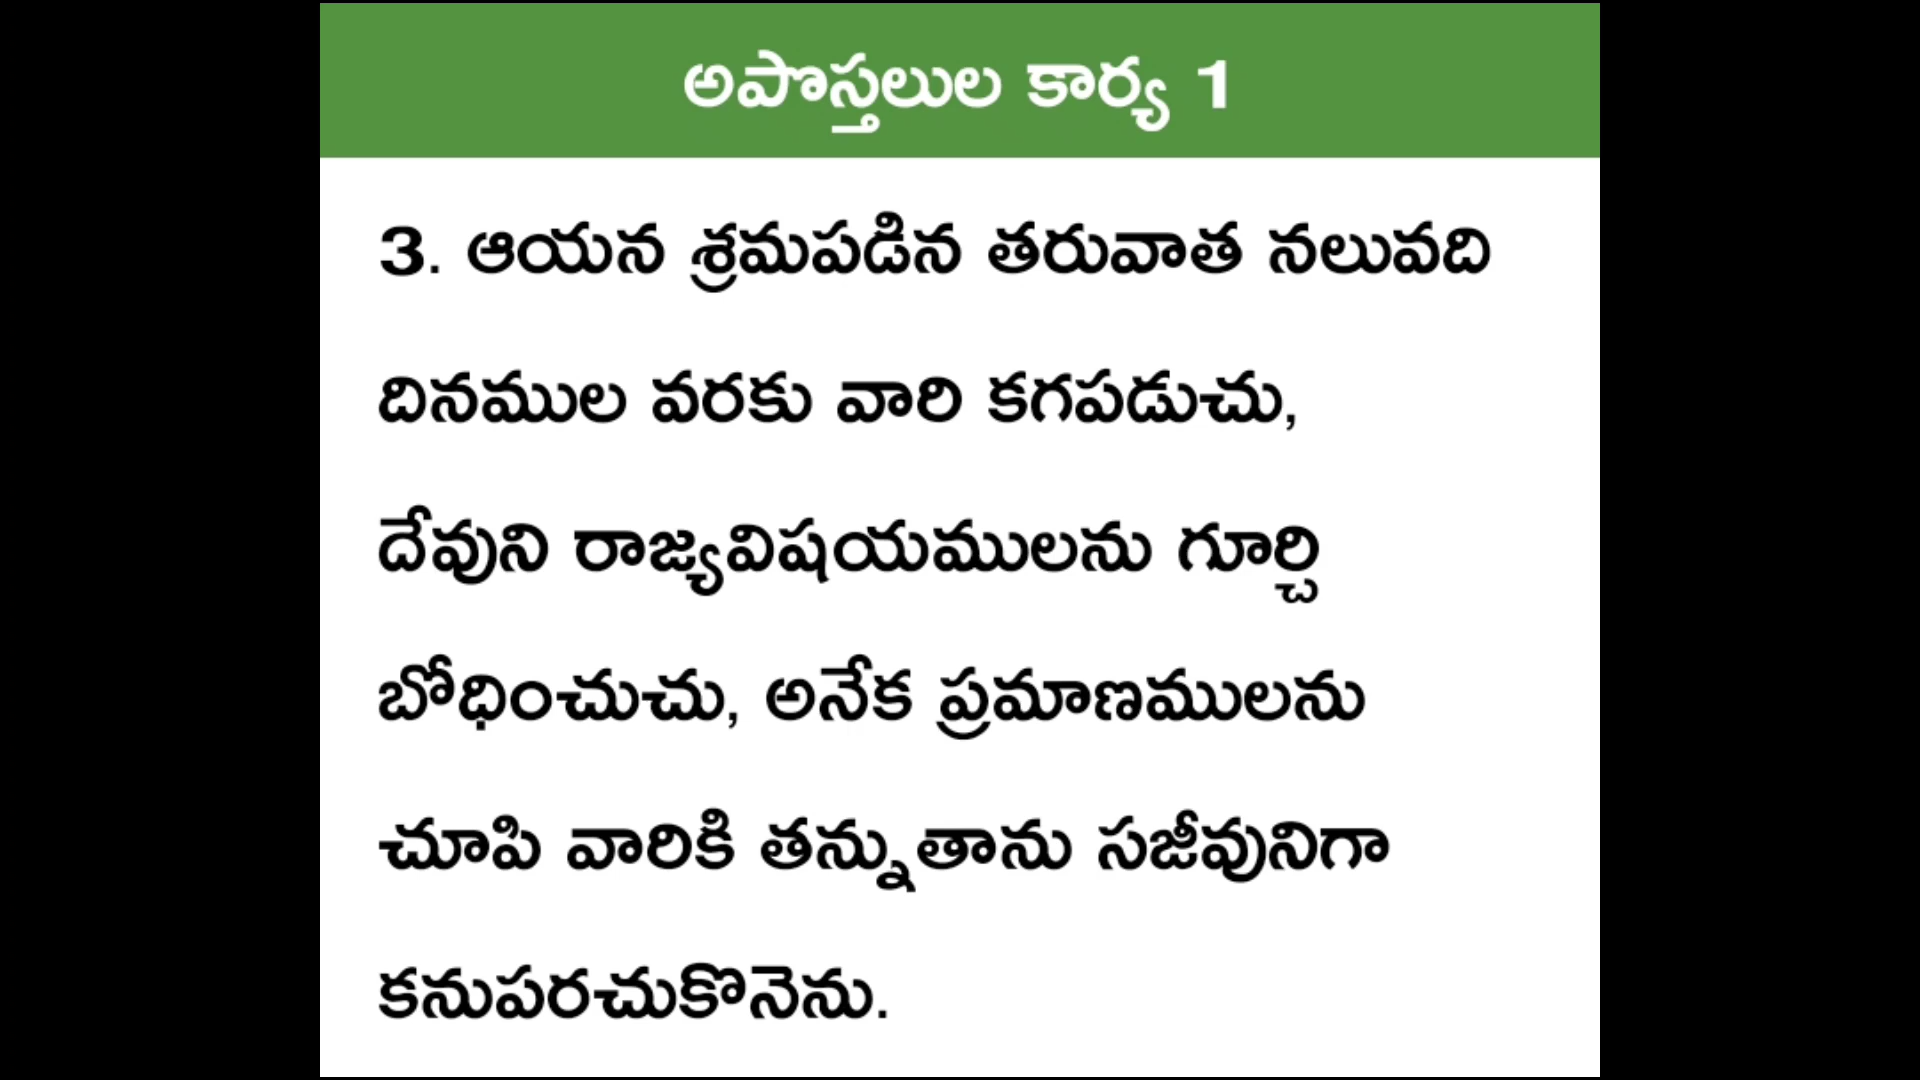 అపొస్తలుల కార్య 1
3. ఆయన శ్రమపడిన తరువాత నలువది
దినముల వరకు వారి కగపడుచు,
దేవుని రాజ్యవిషయములను గూర్చి
బోధించుచు, అనేక ప్రమాణములను
చూపి వారికి తన్నుతాను సజీవునిగా
కనుపరచుకొనెను.